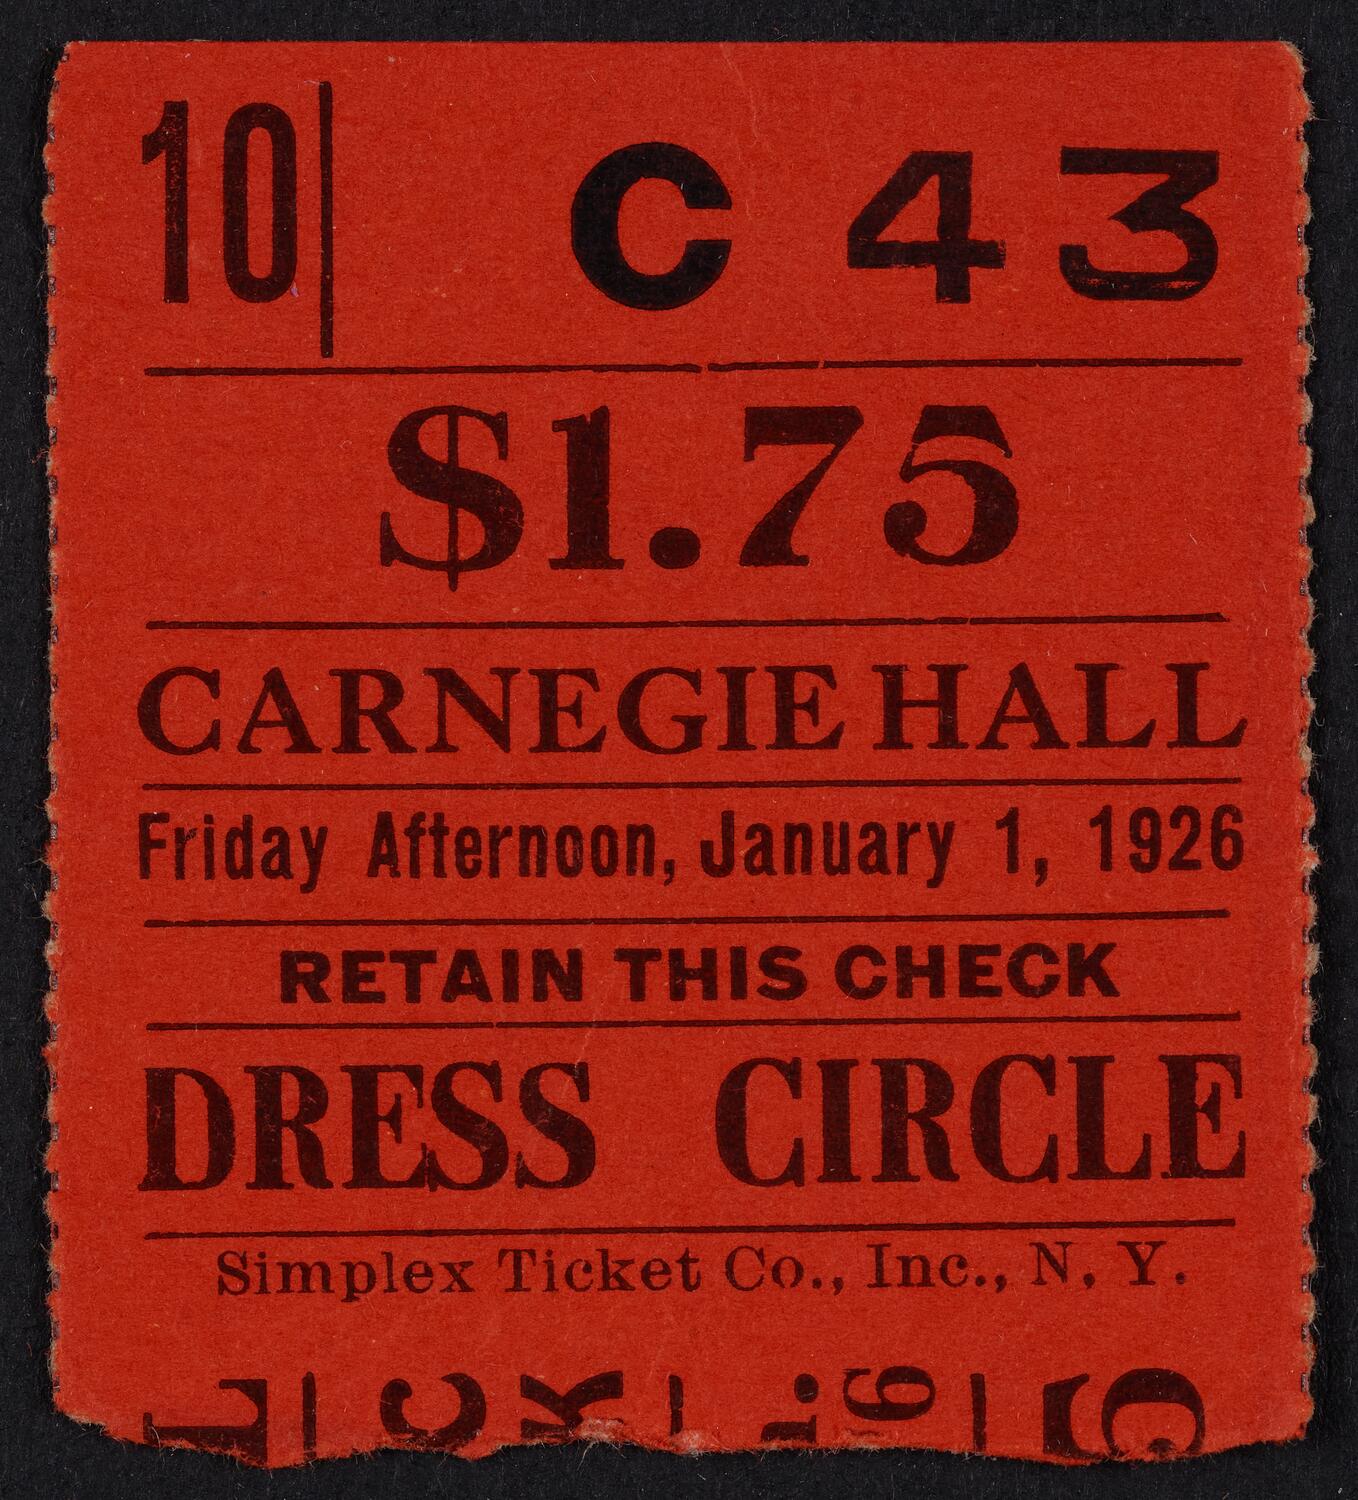 10 C 43
$1.75
CARNEGIE HALL
Friday Afternoon, January 1, 1926
RETAIN THIS CHECK
DRESS CIRCLE
Simplex Ticket Co., Inc., N. Y.